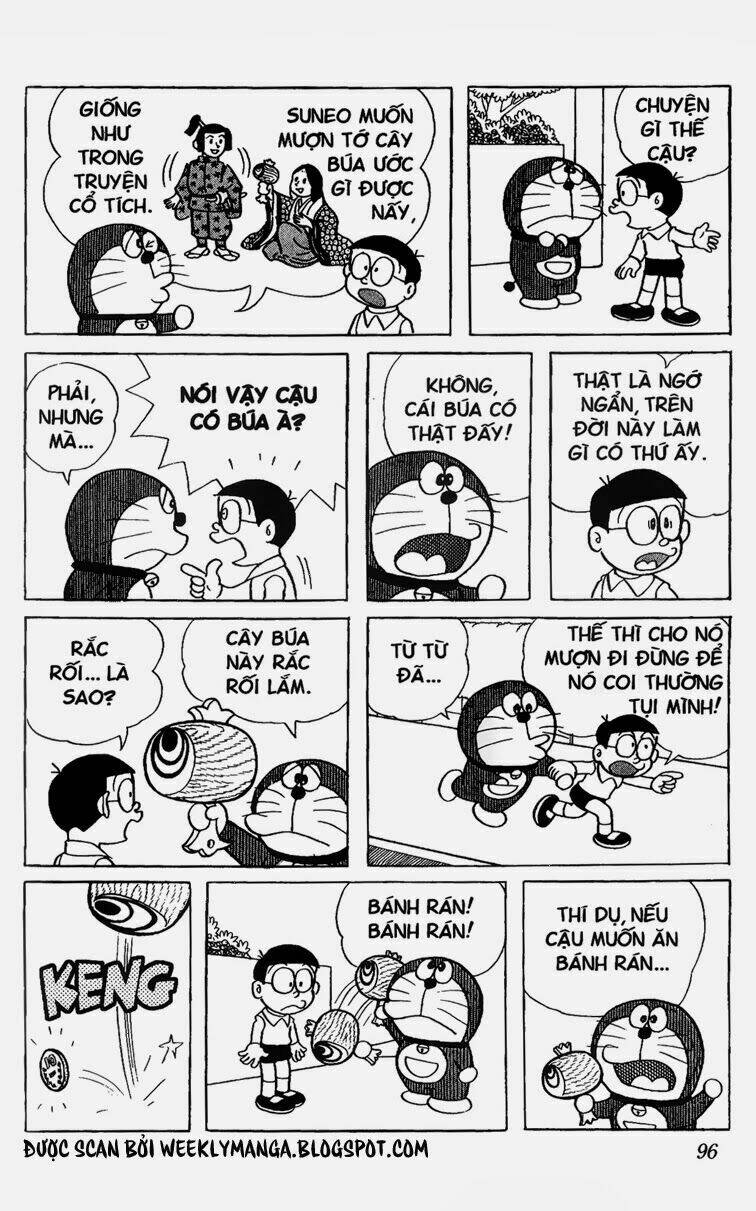 CHUYỆN
GÌ THẾ
CẬU?
SUNEO MUỐN
MƯỢN TỚ CÂY
BÚA ƯỚC
GÌ ĐƯỢC
NẤY,
GIỐNG
NHƯ
TRONG
TRUYỆN
CỔ TÍCH.
THẬT LÀ NGỚ
NGẨN, TRÊN
ĐỜI NÀY LÀM
GÌ CÓ THỨ ẤY.
KHÔNG,
CÁI BÚA CÓ
THẬT ĐẤY!
NÓI VẬY CẬU
CÓ BÚA À?
PHẢI,
NHƯNG
MÀ...
THẾ THÌ CHO NÓ
MƯỢN ĐI ĐỪNG ĐỂ
NÓ COI THƯỜNG
TỤI MÌNH!
TỪ TỪ
ĐÃ...
CÂY BÚA
NÀY RẮC
RỐI LẮM.
RẮC
RỐI... LÀ
SAO?
THÍ DỤ, NẾU
CẬU MUỐN ĂN
BÁNH RÁN...
BÁNH RÁN!
BÁNH RÁN!
KENG
10
ĐƯỢC SCAN BỞI WEEKLYMANGA.BLOGSPOT.COM
96